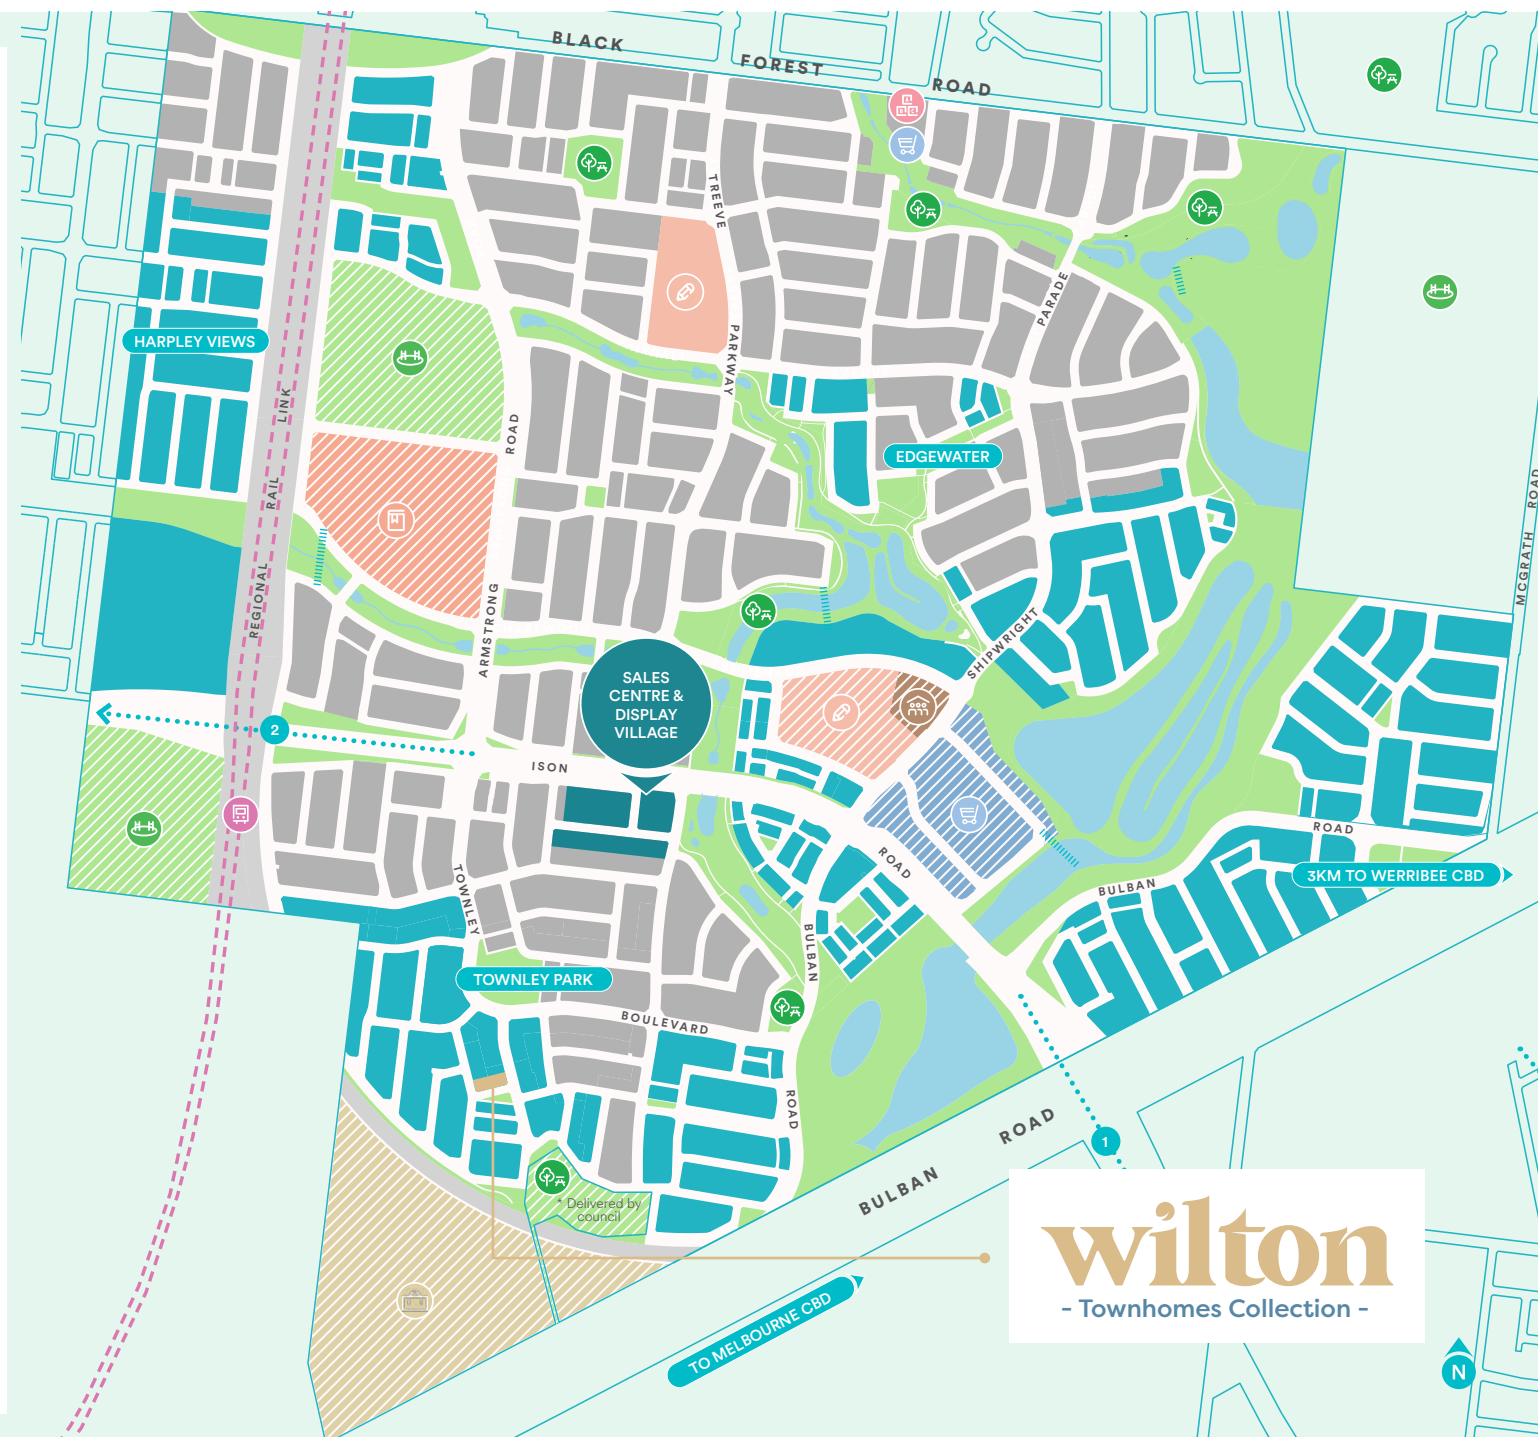 BLACK
FOREST
ROAD
TREEVE
PARKWAY
PARADE
HARPLEY VIEWS
REGIONAL RAIL LINK
ARMSTRONG
ROAD
EDGEWATER
SHIPWRIGHT
MCGRATH ROAD
SALES
CENTRE &
DISPLAY
VILLAGE
2
ISON
ROAD
TOWNLEY
BULBAN
ROAD
BULBAN
ROAD
3KM TO WERRIBEE CBD
TOWNLEY PARK
BOULEVARD
* Delivered by
council
BULBAN
ROAD
1
wilton
- Townhomes Collection -
TO MELBOURNE CBD
N